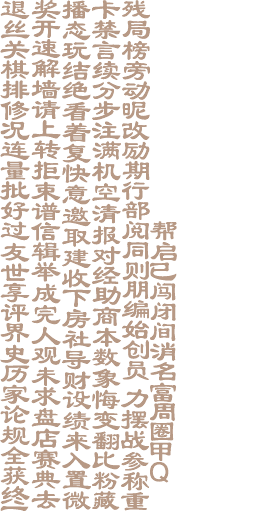 帮启已闯闭间消名富周圈甲Q
残局榜旁动昵改励期行部阅同则朋编始创员 力摆战参称重
卡禁言续分步注满机空清报对经助商本数象悔变翻比粉藏
播态玩结绝看着复快意邀取建收下房社导财设绩来入置微
奖开速解墙请上转拒束谱信辑举成完人观未求盘店赛典去
退丝关棋排修况连量批好过友世享评界史历家论规全获终